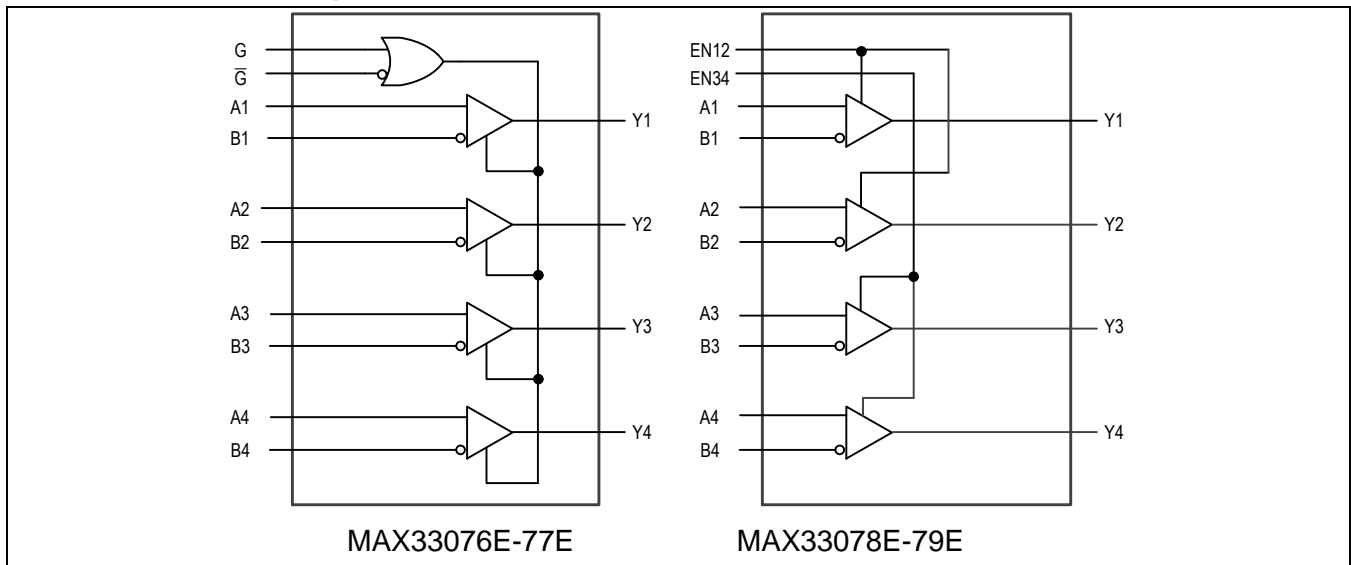 G
G̅
A1
B1
Y1
A2
B2
Y2
A3
B3
Y3
A4
B4
Y4
MAX33076E-77E
EN12
EN34
A1
B1
Y1
A2
B2
Y2
A3
B3
Y3
A4
B4
Y4
MAX33078E-79E